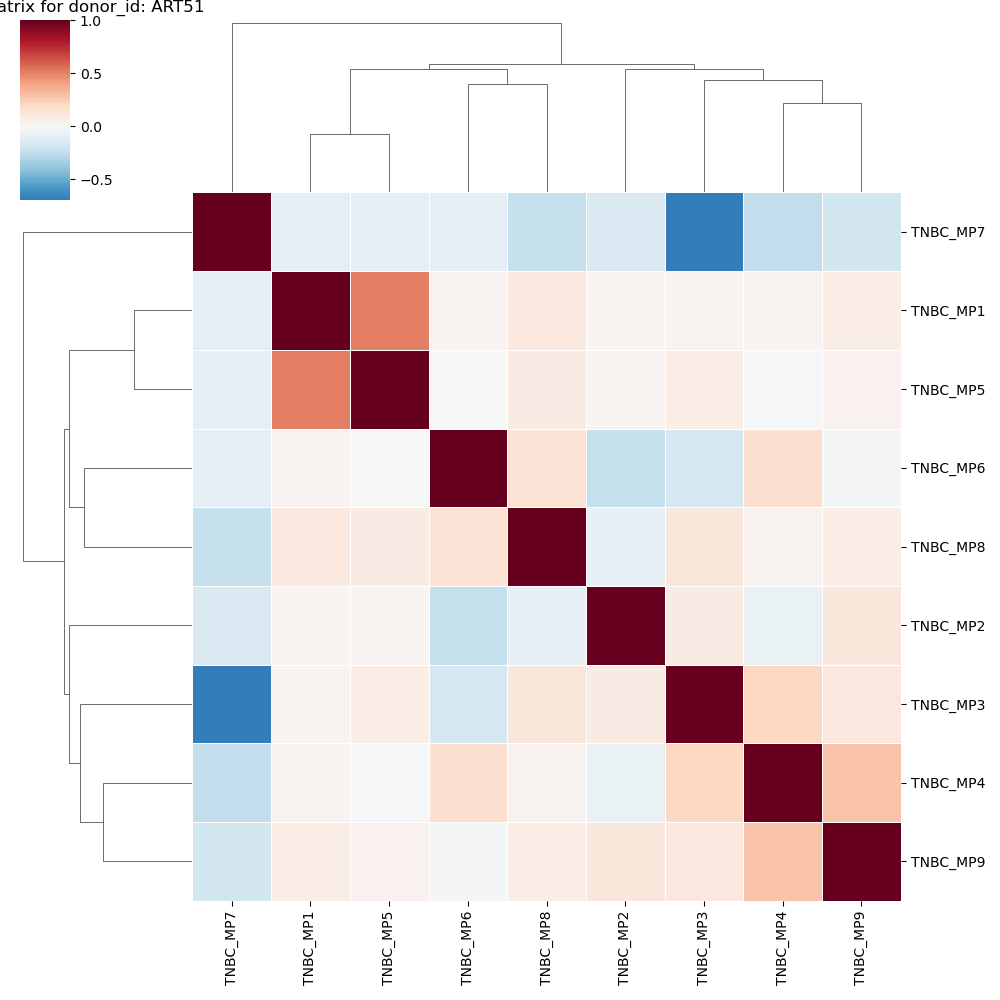 atrix for donor_id: ART51
1.0
0.5
0.0
−0.5
TNBC_MP7
TNBC_MP1
TNBC_MP5
TNBC_MP6
TNBC_MP8
TNBC_MP2
TNBC_MP3
TNBC_MP4
TNBC_MP9
TNBC_MP7
TNBC_MP1
TNBC_MP5
TNBC_MP6
TNBC_MP8
TNBC_MP2
TNBC_MP3
TNBC_MP4
TNBC_MP9